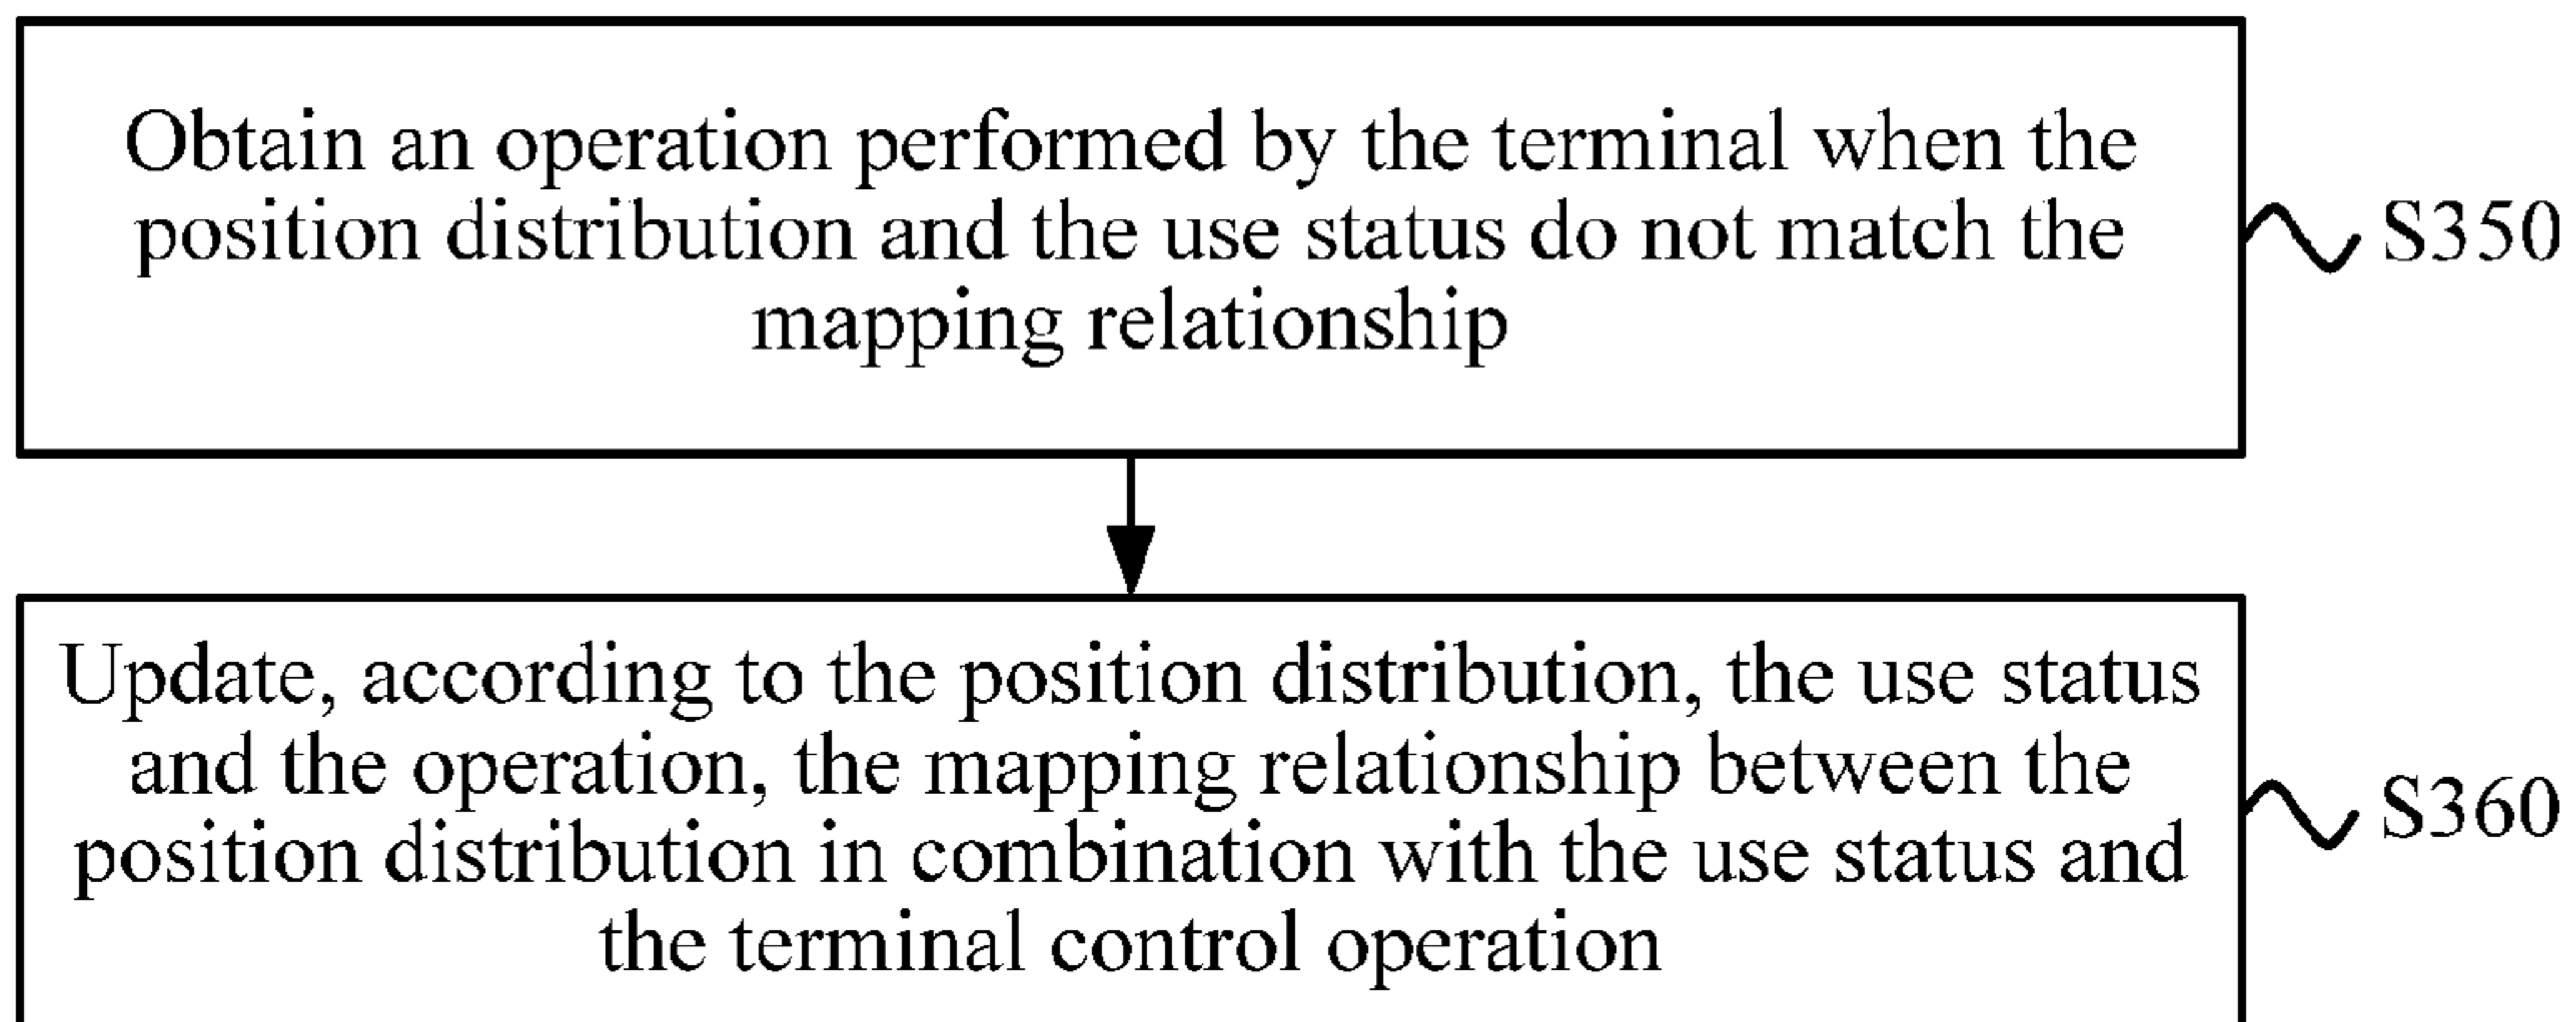 Obtain an operation performed by the terminal when the
position distribution and the use status do not match the
mapping relationship
S350
Update, according to the position distribution, the use status
and the operation, the mapping relationship between the
position distribution in combination with the use status and
the terminal control operation
S360